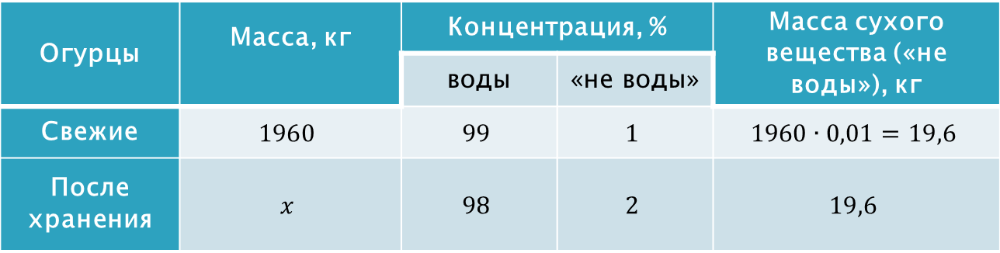 Огурцы
Масса, кг
Концентрация, %
Масса сухого
вещества («не
воды»), кг
воды
«не воды»
Свежие
1960
99
1
1960 · 0,01 = 19,6
После
хранения
x
98
2
19,6